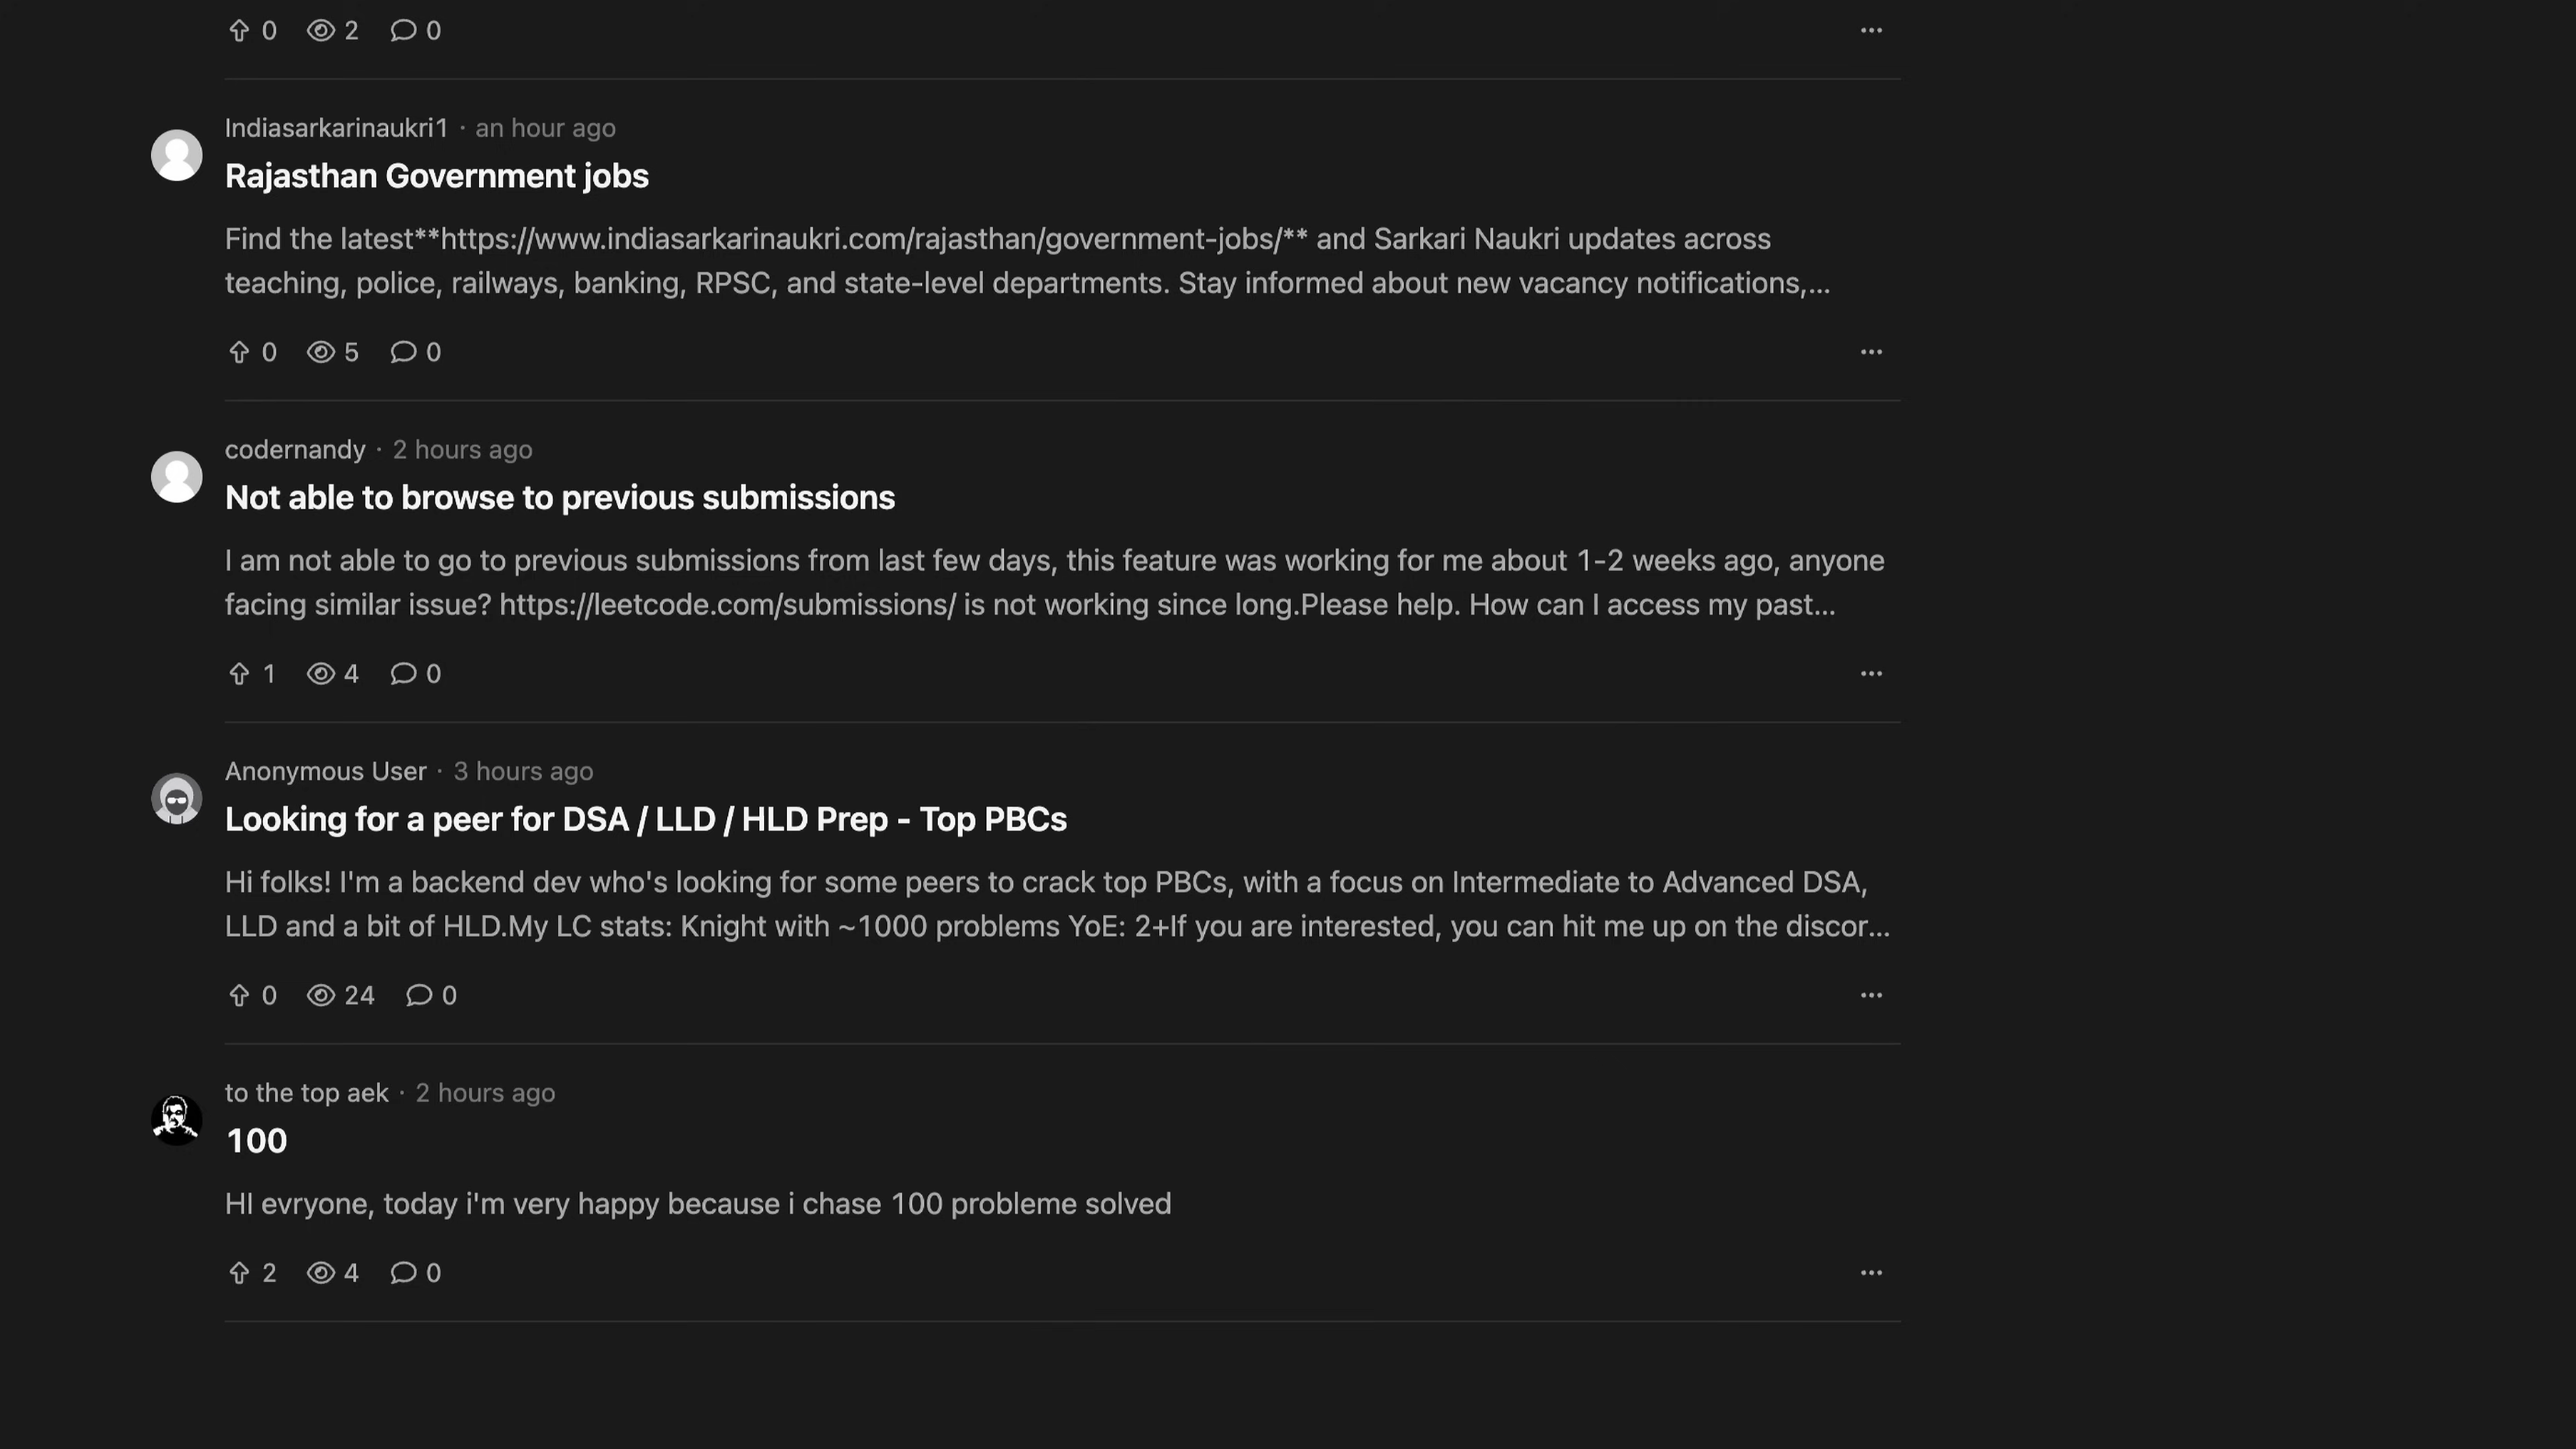 0 2 0
Indiasarkarinaukri1 · an hour ago
Rajasthan Government jobs
Find the latest**https://www.indiasarkarinaukri.com/rajasthan/government-jobs/** and Sarkari Naukri updates across
teaching, police, railways, banking, RPSC, and state-level departments. Stay informed about new vacancy notifications,...
0 5 0
codernandy · 2 hours ago
Not able to browse to previous submissions
I am not able to go to previous submissions from last few days, this feature was working for me about 1-2 weeks ago, anyone
facing similar issue? https://leetcode.com/submissions/ is not working since long.Please help. How can I access my past...
1 4 0
Anonymous User · 3 hours ago
Looking for a peer for DSA / LLD / HLD Prep - Top PBCs
Hi folks! I'm a backend dev who's looking for some peers to crack top PBCs, with a focus on Intermediate to Advanced DSA,
LLD and a bit of HLD.My LC stats: Knight with ~1000 problems YoE: 2+If you are interested, you can hit me up on the discor...
0 24 0
to the top aek · 2 hours ago
100
HI evryone, today i'm very happy because i chase 100 probleme solved
2 4 0